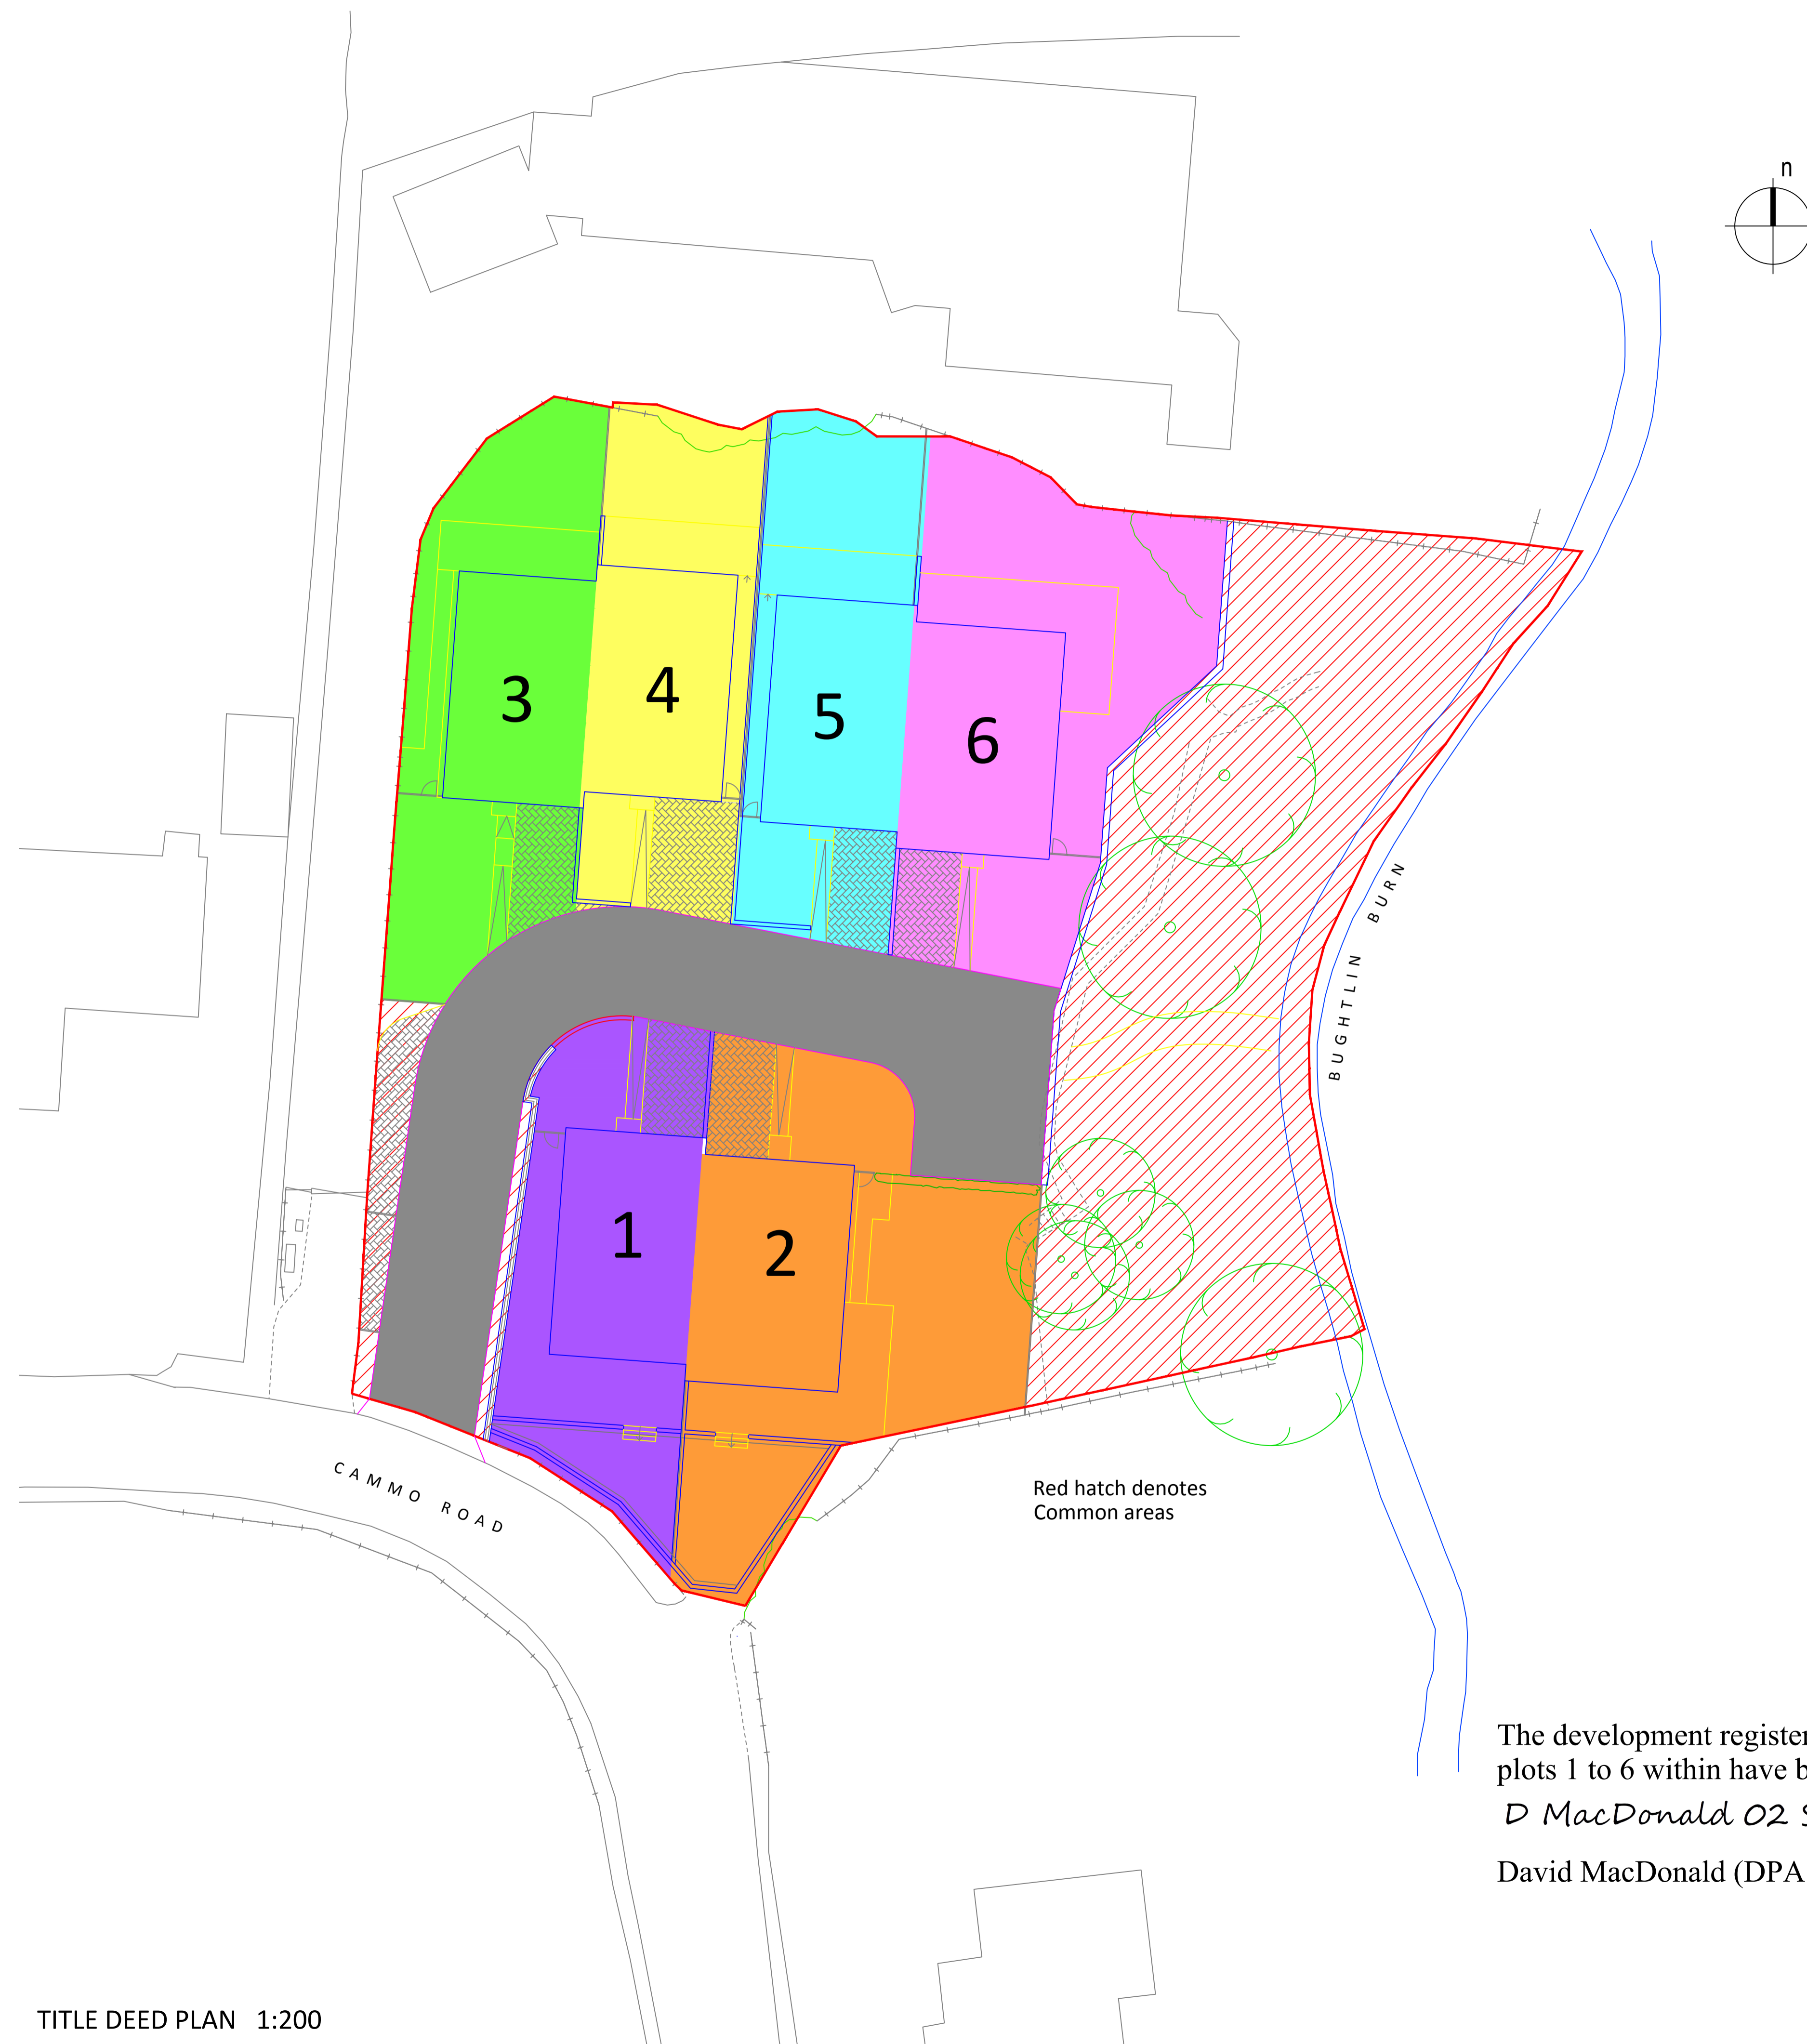 n
3
4
5
6
1
2
BUGHTLIN BURN
CAMMO ROAD
Red hatch denotes
Common areas
The development
plots 1 to 6 within have
D MacDonald 02
David MacDonald (DPA
TITLE DEED PLAN 1:200